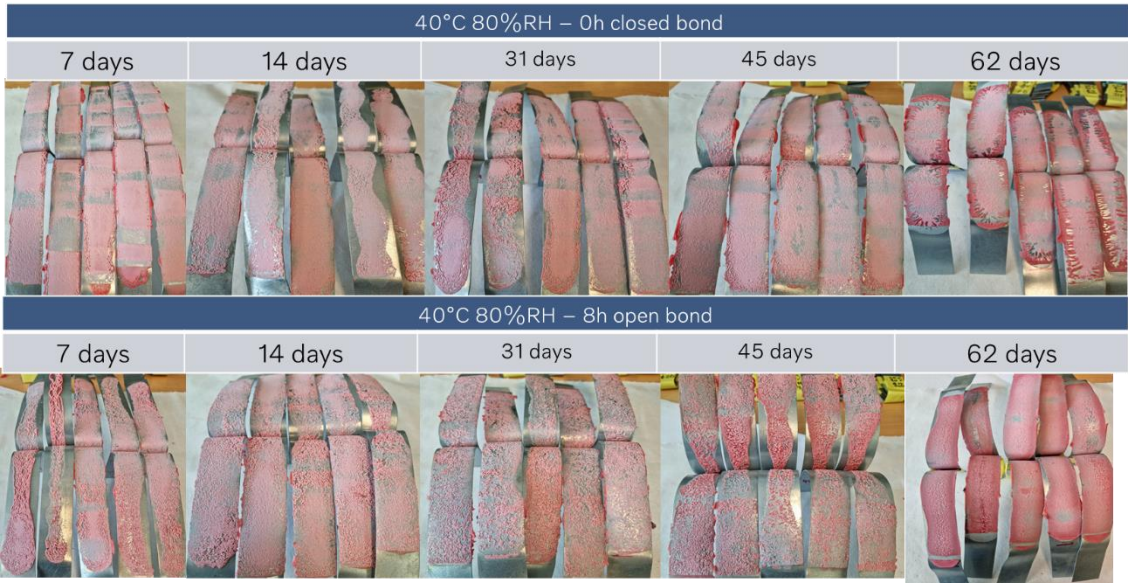 40°C 80%RH – 0h closed bond
7 days
14 days
31 days
45 days
62 days
40°C 80%RH – 8h open bond
7 days
14 days
31 days
45 days
62 days